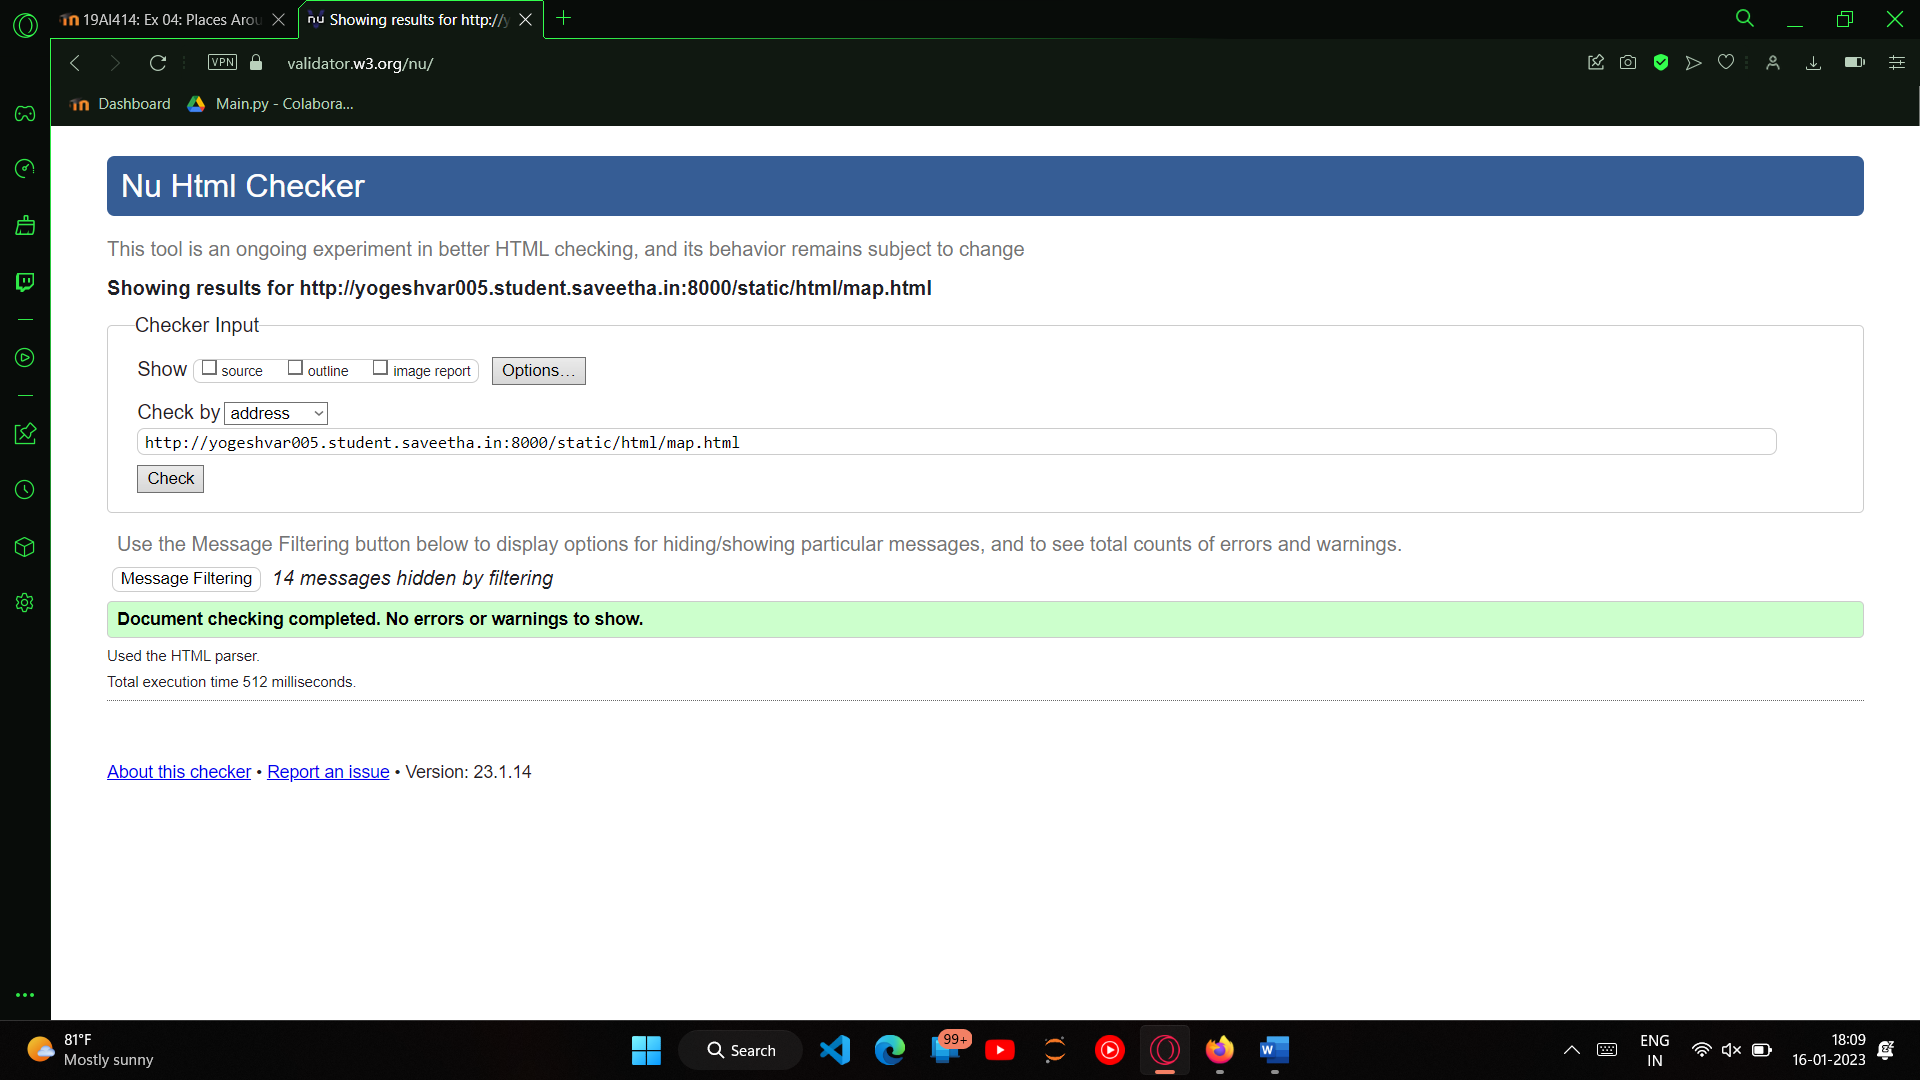 19AI414: Ex 04: Places Arou
nu Showing results for http://y
VPN validator.w3.org/nu/
Dashboard Main.py - Colabora...
Nu Html Checker
This tool is an ongoing experiment in better HTML checking, and its behavior remains subject to change
Showing results for http://yogeshvar005.student.saveetha.in:8000/static/html/map.html
Checker Input
Show source outline image report Options...
Check by address
http://yogeshvar005.student.saveetha.in:8000/static/html/map.html
Check
Use the Message Filtering button below to display options for hiding/showing particular messages, and to see total counts of errors and warnings.
Message Filtering 14 messages hidden by filtering
Document checking completed. No errors or warnings to show.
Used the HTML parser.
Total execution time 512 milliseconds.
About this checker • Report an issue • Version: 23.1.14
81°F
Mostly sunny
Search
99+
ENG
IN
18:09
16-01-2023